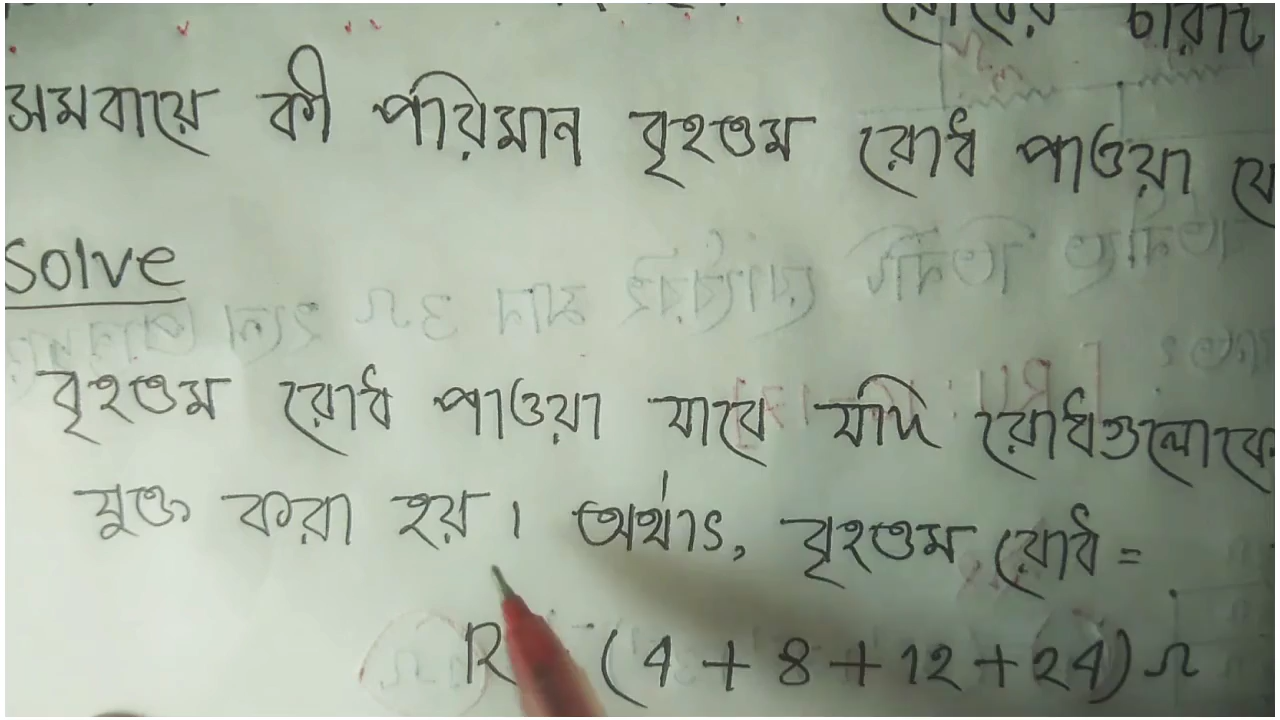 রোধের চারটি
সমবায়ে কী পরিমান বৃহত্তম রোধ পাওয়া যে
Solve
বৃহত্তম রোধ পাওয়া যাবে যদি রোধগুলোকে
যুক্ত করা হয়। অর্থাৎ, বৃহত্তম রোধ =
R (4 + 8 + 12 + 24) Ω